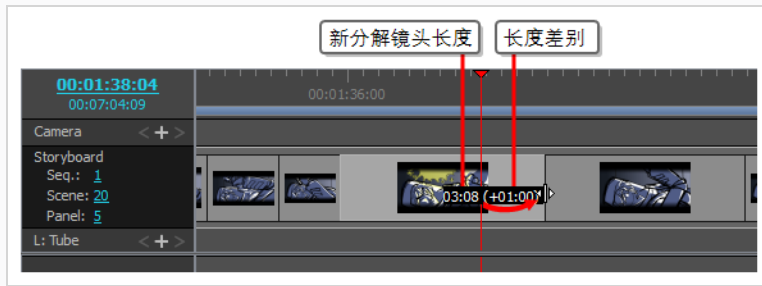 新分解镜头长度 长度差别
00:01:38:04
00:07:04:09
00:01:36:00
Camera < + >
Storyboard
Seq.: 1
Scene: 20
Panel: 5
03:08 (+01:00)
L: Tube < + >